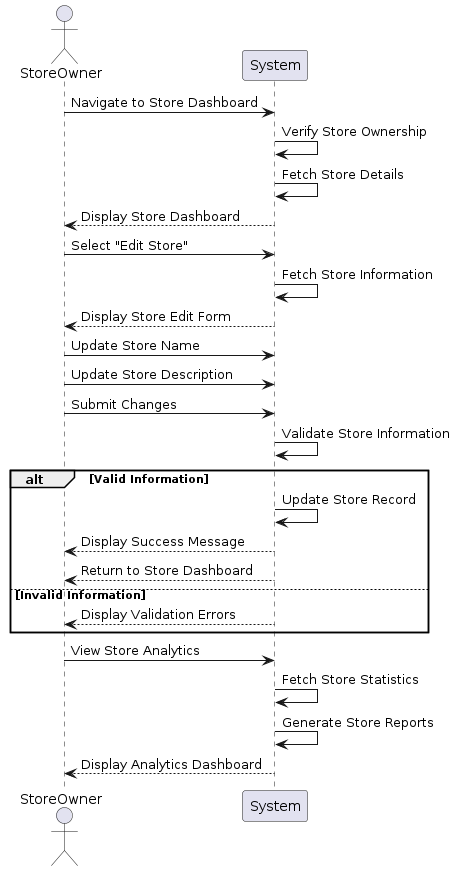 StoreOwner
System
Navigate to Store Dashboard
Verify Store Ownership
Fetch Store Details
Display Store Dashboard
Select "Edit Store"
Fetch Store Information
Display Store Edit Form
Update Store Name
Update Store Description
Submit Changes
Validate Store Information
alt
[Valid Information]
Update Store Record
Display Success Message
Return to Store Dashboard
[Invalid Information]
Display Validation Errors
View Store Analytics
Fetch Store Statistics
Generate Store Reports
Display Analytics Dashboard
StoreOwner
System